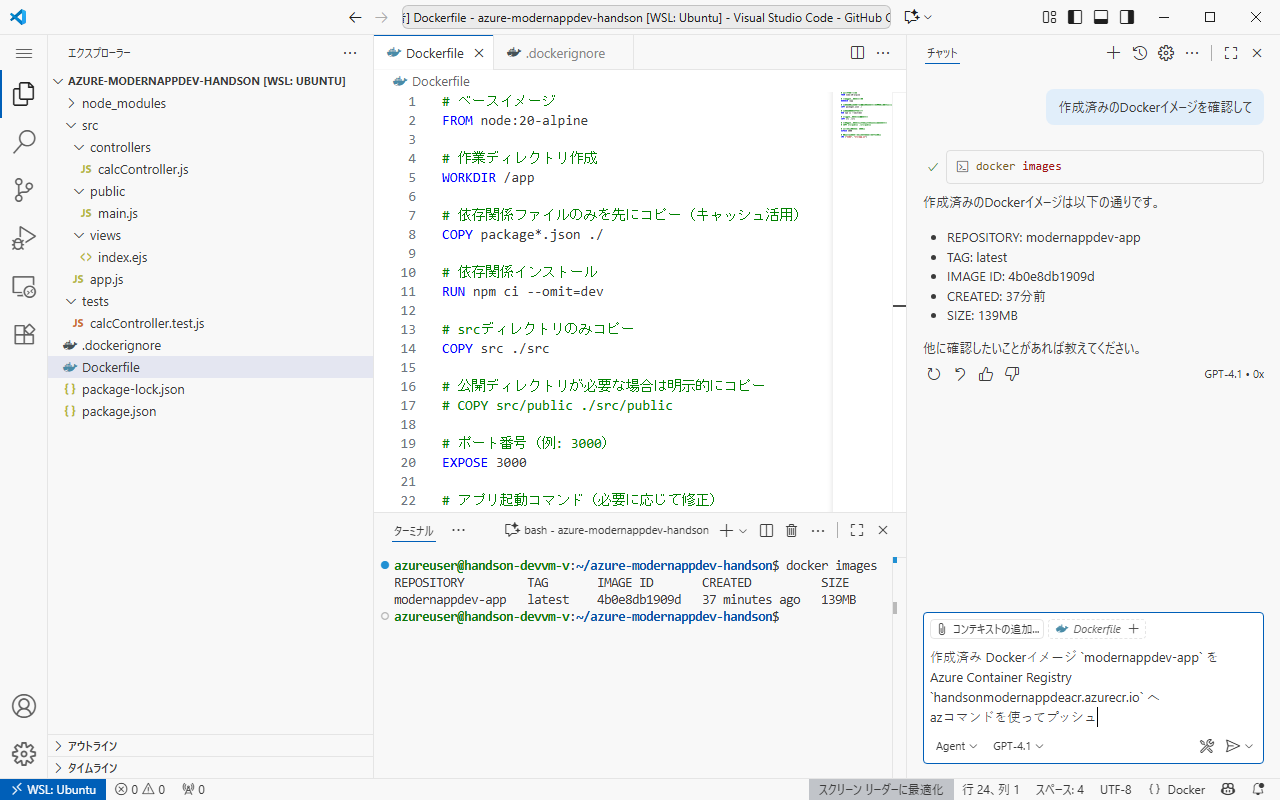 ›] Dockerfile - azure-modernappdev-handson [WSL: Ubuntu] - Visual Studio Code - GitHub C
エクスプローラー
AZURE-MODERNAPPDEV-HANDSON [WSL: UBUNTU]
node_modules
src
controllers
JS calcController.js
public
JS main.js
views
<> index.ejs
JS app.js
tests
JS calcController.test.js
.dockerignore
Dockerfile
{} package-lock.json
{} package.json
アウトライン
タイムライン
Dockerfile
.dockerignore
Dockerfile
1 # ベースイメージ
2 FROM node:20-alpine
3
4 # 作業ディレクトリ作成
5 WORKDIR /app
6
7 # 依存関係ファイルのみを先にコピー（キャッシュ活用）
8 COPY package*.json ./
9
10 # 依存関係インストール
11 RUN npm ci --omit=dev
12
13 # srcディレクトリのみコピー
14 COPY src ./src
15
16 # 公開ディレクトリが必要な場合は明示的にコピー
17 # COPY src/public ./src/public
18
19 # ポート番号（例: 3000）
20 EXPOSE 3000
21
22 # アプリ起動コマンド（必要に応じて修正）
ターミナル
bash - azure-modernappdev-handson
azureuser@handson-devvm-v:~/azure-modernappdev-handson$ docker images
REPOSITORY TAG IMAGE ID CREATED SIZE
modernappdev-app latest 4b0e8db1909d 37 minutes ago 139MB
azureuser@handson-devvm-v:~/azure-modernappdev-handson$
チャット
作成済みのDockerイメージを確認して
docker images
作成済みのDockerイメージは以下の通りです。
• REPOSITORY: modernappdev-app
• TAG: latest
• IMAGE ID: 4b0e8db1909d
• CREATED: 37分前
• SIZE: 139MB
他に確認したいことがあれば教えてください。
GPT-4.1 • 0x
コンテキストの追加...
Dockerfile
作成済み Dockerイメージ `modernappdev-app` を
Azure Container Registry
`handsonmodernappdeacr.azurecr.io` へ
azコマンドを使ってプッシュ
Agent
GPT-4.1
WSL: Ubuntu
0
0
0
スクリーン リーダーに最適化
行 24、列 1
スペース: 4
UTF-8
{} Docker